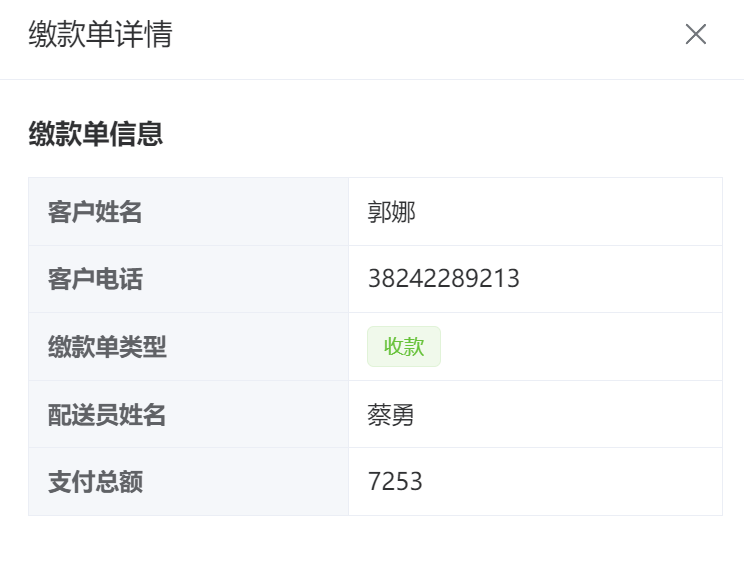 缴款单详情
缴款单信息
客户姓名 郭娜
客户电话 38242289213
缴款单类型 收款
配送员姓名 蔡勇
支付总额 7253